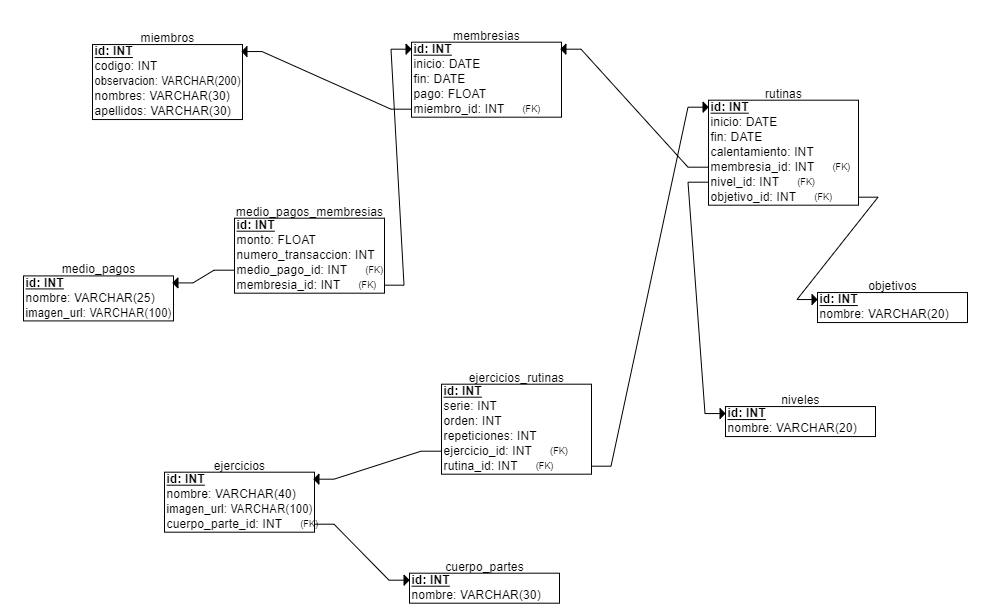 miembros
id: INT
codigo: INT
observacion: VARCHAR(200)
nombres: VARCHAR(30)
apellidos: VARCHAR(30)
membresias
id: INT
inicio: DATE
fin: DATE
pago: FLOAT
miembro_id: INT (FK)
rutinas
id: INT
inicio: DATE
fin: DATE
calentamiento: INT
membresia_id: INT (FK)
nivel_id: INT (FK)
objetivo_id: INT (FK)
medio_pagos_membresias
id: INT
monto: FLOAT
numero_transaccion: INT
medio_pago_id: INT (FK)
membresia_id: INT (FK)
medio_pagos
id: INT
nombre: VARCHAR(25)
imagen_url: VARCHAR(100)
objetivos
id: INT
nombre: VARCHAR(20)
ejercicios_rutinas
id: INT
serie: INT
orden: INT
repeticiones: INT
ejercicio_id: INT (FK)
rutina_id: INT (FK)
niveles
id: INT
nombre: VARCHAR(20)
ejercicios
id: INT
nombre: VARCHAR(40)
imagen_url: VARCHAR(100)
cuerpo_parte_id: INT (FK)
cuerpo_partes
id: INT
nombre: VARCHAR(30)